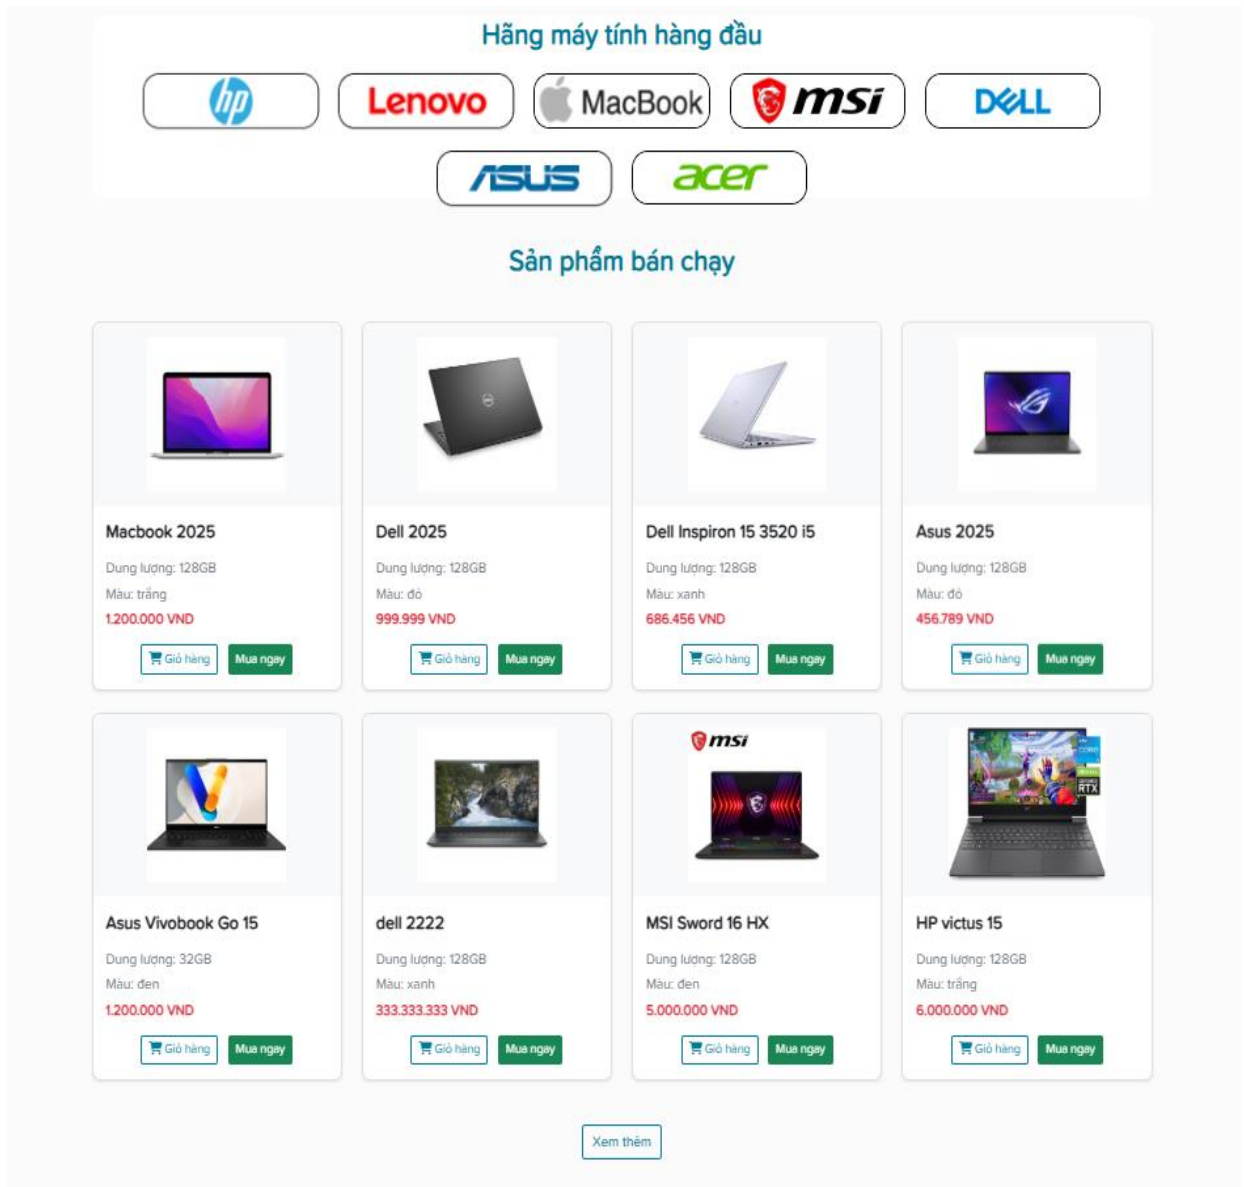 Hãng máy tính hàng đầu
hp
Lenovo
MacBook
msi
DELL
ASUS
acer
Sản phẩm bán chạy
Macbook 2025
Dung lượng: 128GB
Màu: trắng
1.200.000 VND
Giỏ hàng
Mua ngay
Dell 2025
Dung lượng: 128GB
Màu: đỏ
999.999 VND
Giỏ hàng
Mua ngay
Dell Inspiron 15 3520 i5
Dung lượng: 128GB
Màu: xanh
686.456 VND
Giỏ hàng
Mua ngay
Asus 2025
Dung lượng: 128GB
Màu: đỏ
456.789 VND
Giỏ hàng
Mua ngay
Asus Vivobook Go 15
Dung lượng: 32GB
Màu: đen
1.200.000 VND
Giỏ hàng
Mua ngay
dell 2222
Dung lượng: 128GB
Màu: xanh
333.333.333 VND
Giỏ hàng
Mua ngay
msi
MSI Sword 16 HX
Dung lượng: 128GB
Màu: đen
5.000.000 VND
Giỏ hàng
Mua ngay
CORE
RTX
HP victus 15
Dung lượng: 128GB
Màu: trắng
6.000.000 VND
Giỏ hàng
Mua ngay
Xem thêm